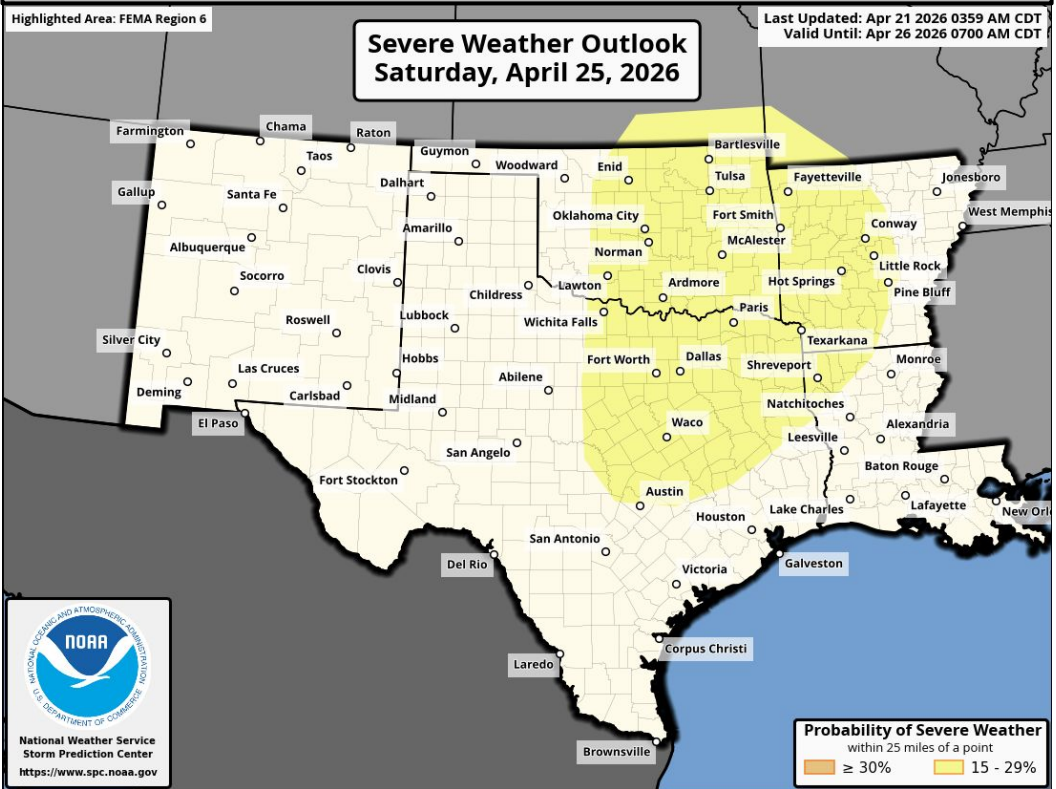 Highlighted Area: FEMA Region 6
Last Updated: Apr 21 2026 0359 AM CDT
Valid Until: Apr 26 2026 0700 AM CDT
Severe Weather Outlook
Saturday, April 25, 2026
Farmington
Chama
Raton
Taos
Guymon
Woodward
Enid
Bartlesville
Gallup
Santa Fe
Dalhart
Tulsa
Fayetteville
Jonesboro
Albuquerque
Amarillo
Oklahoma City
Fort Smith
Conway
West Memphis
Norman
McAlester
Socorro
Clovis
Childress
Lawton
Ardmore
Hot Springs
Little Rock
Pine Bluff
Roswell
Lubbock
Wichita Falls
Paris
Silver City
Texarkana
Las Cruces
Hobbs
Fort Worth
Dallas
Shreveport
Monroe
Deming
Carlsbad
Midland
Abilene
Natchitoches
El Paso
Waco
Leesville
Alexandria
San Angelo
Baton Rouge
Fort Stockton
Austin
Houston
Lake Charles
Lafayette
New Orl
San Antonio
Del Rio
Victoria
Galveston
Laredo
Corpus Christi
Brownsville
NATIONAL OCEANIC AND ATMOSPHERIC ADMINISTRATION
NOAA
U.S. DEPARTMENT OF COMMERCE
National Weather Service
Storm Prediction Center
https://www.spc.noaa.gov
Probability of Severe Weather
within 25 miles of a point
≥ 30%
15 - 29%